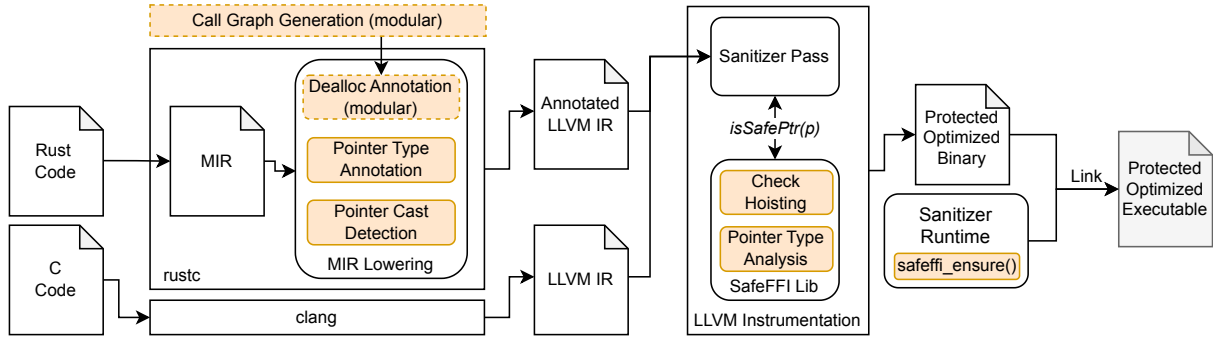 Call Graph Generation (modular)
Rust
Code
MIR
Dealloc Annotation
(modular)
Pointer Type
Annotation
Pointer Cast
Detection
MIR Lowering
rustc
C
Code
clang
Annotated
LLVM IR
LLVM IR
Sanitizer Pass
isSafePtr(p)
Check
Hoisting
Pointer Type
Analysis
SafeFFI Lib
LLVM Instrumentation
Protected
Optimized
Binary
Sanitizer
Runtime
safeffi_ensure()
Link
Protected
Optimized
Executable